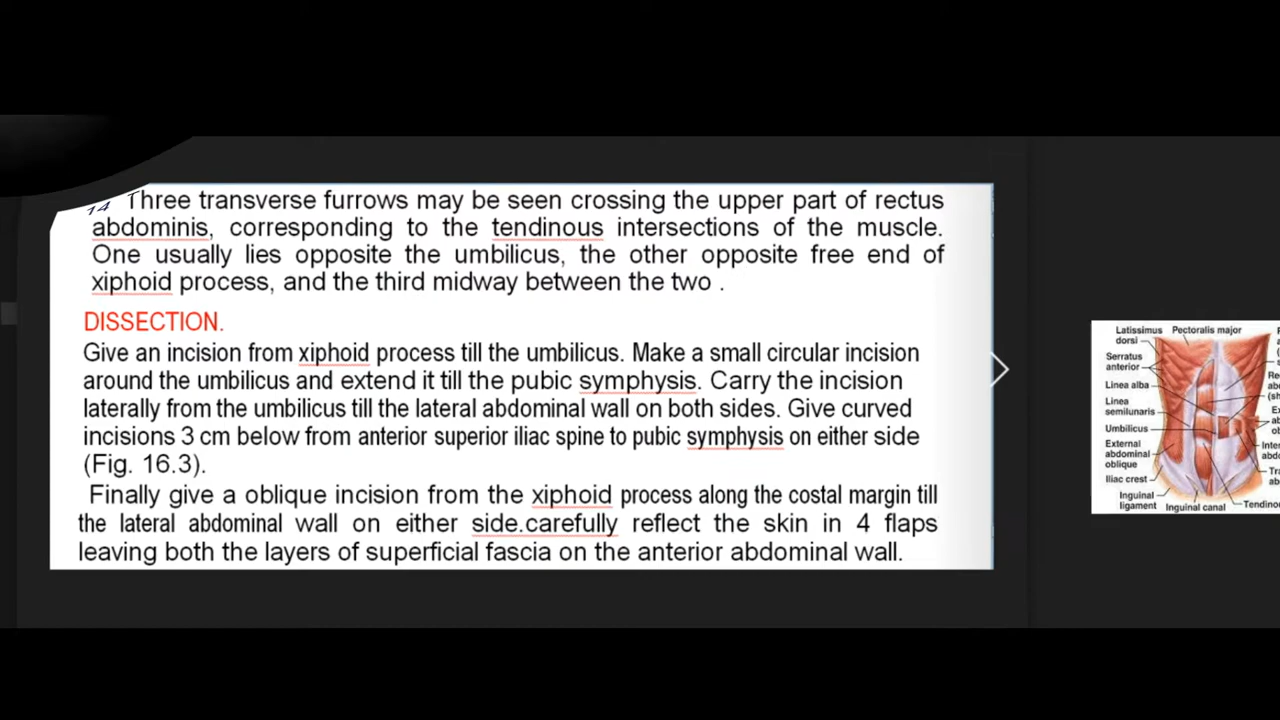 14 Three transverse furrows may be seen crossing the upper part of rectus
abdominis, corresponding to the tendinous intersections of the muscle.
One usually lies opposite the umbilicus, the other opposite free end of
xiphoid process, and the third midway between the two .
DISSECTION.
Give an incision from xiphoid process till the umbilicus. Make a small circular incision
around the umbilicus and extend it till the pubic symphysis. Carry the incision
laterally from the umbilicus till the lateral abdominal wall on both sides. Give curved
incisions 3 cm below from anterior superior iliac spine to pubic symphysis on either side
(Fig. 16.3).
Finally give a oblique incision from the xiphoid process along the costal margin till
the lateral abdominal wall on either side.carefully reflect the skin in 4 flaps
leaving both the layers of superficial fascia on the anterior abdominal wall.
Latissimus
dorsi
Pectoralis major
Serratus
anterior
Linea alba
Linea
semilunaris
Umbilicus
External
abdominal
oblique
Iliac crest
Inguinal
ligament
Inguinal canal